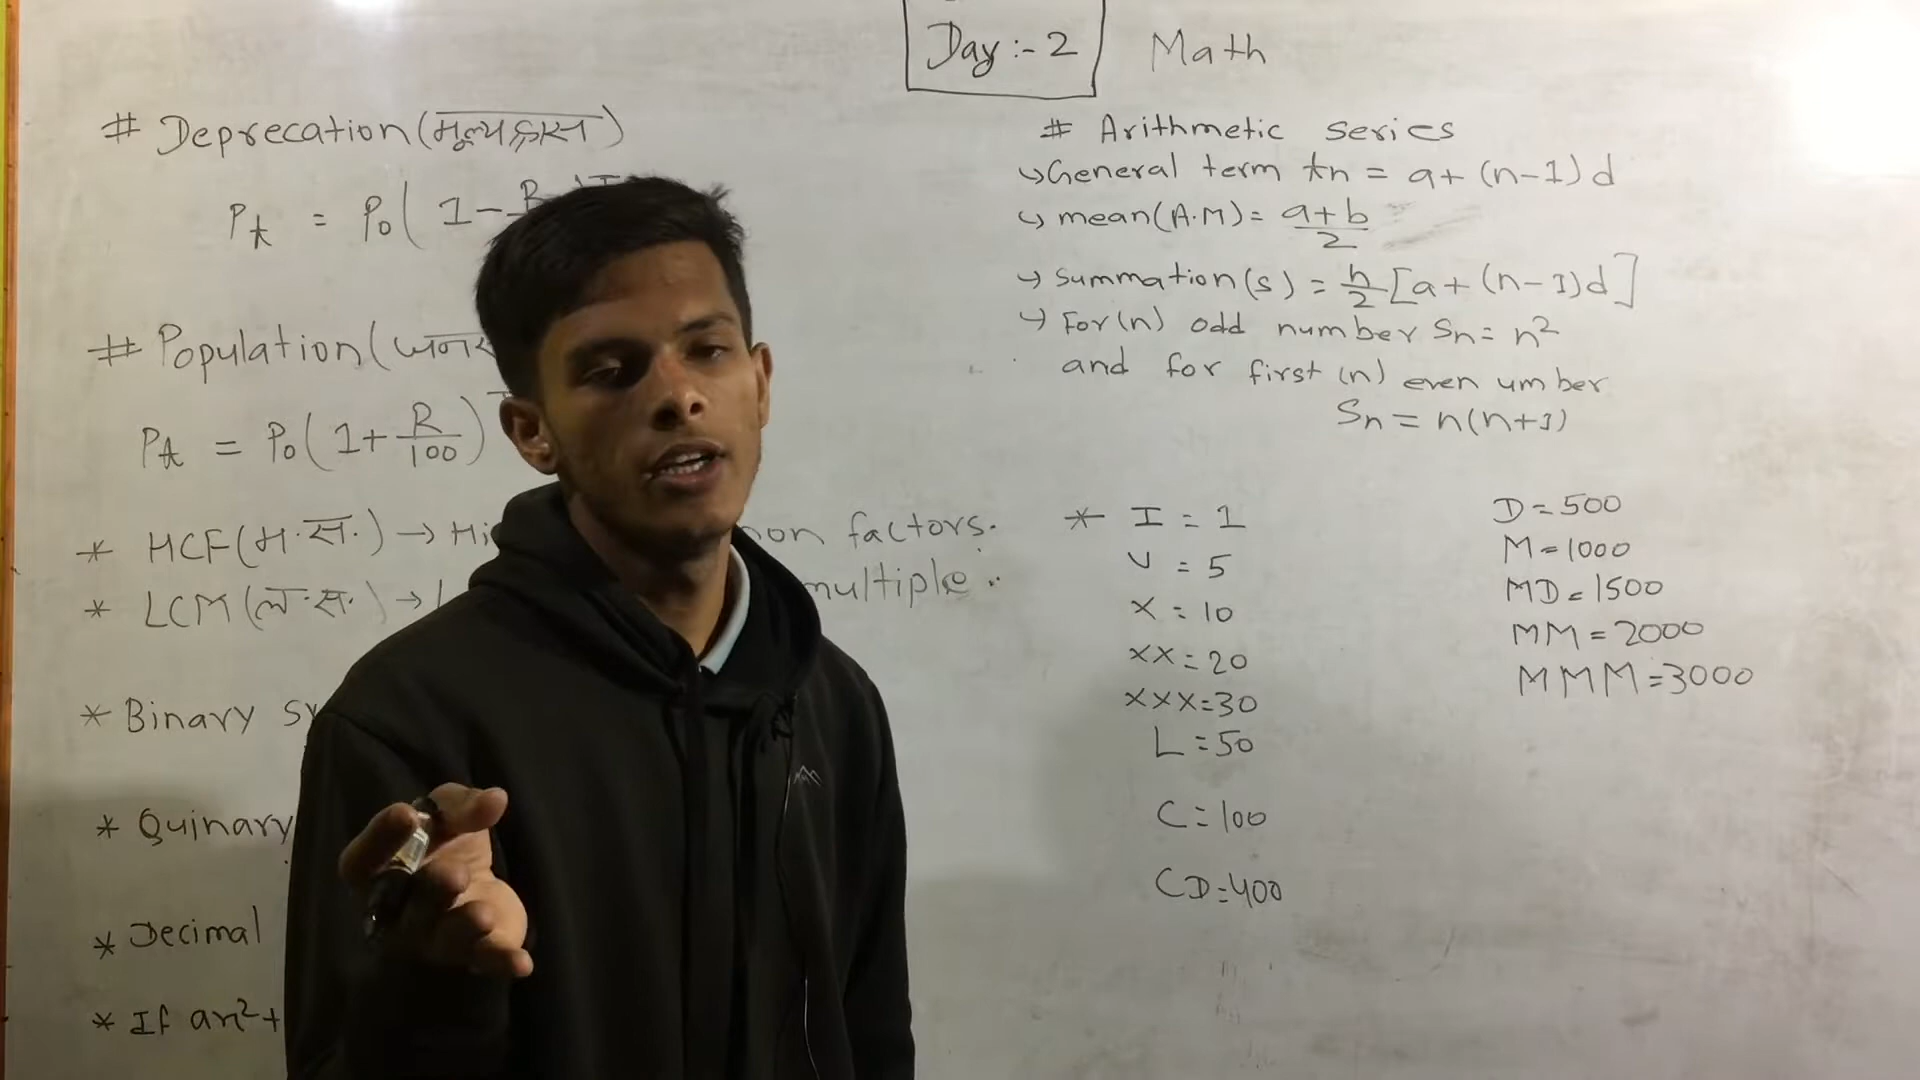 Day :- 2 Math
# Deprecation (मूल्यह्रास)
Pt = P0 ( 1 -
# Population (
Pt = P0 ( 1 + R/100 )
* HCF (म.स.) → factors.
* LCM (ल.स.) → multiple.
* Binary
* Quinary
* Decimal
* If ax²+
# Arithmetic series
↳ General term tn = a + (n-1) d
↳ mean (A.M) = a+b/2
↳ Summation (s) = n/2 [a + (n-1)d]
↳ For (n) odd number Sn = n²
and for first (n) even umber
Sn = n(n+1)
* I = 1
V = 5
X = 10
XX = 20
XXX = 30
L = 50
C = 100
CD = 400
D = 500
M = 1000
MD = 1500
MM = 2000
MMM = 3000